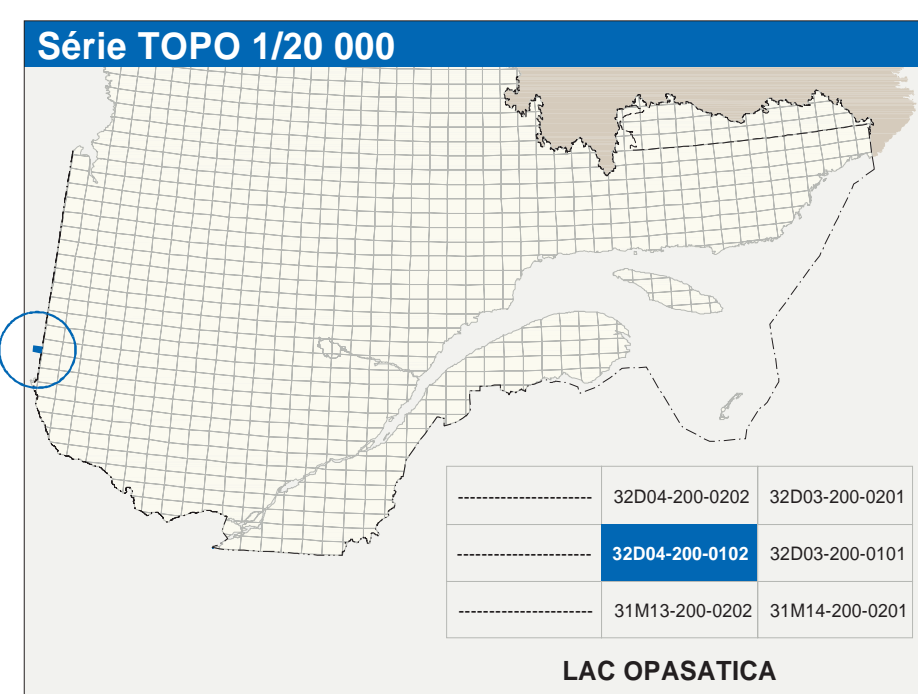 Série TOPO 1/20 000
--------------------- 32D04-200-0202 32D03-200-0201
--------------------- 32D04-200-0102 32D03-200-0101
--------------------- 31M13-200-0202 31M14-200-0201
LAC OPASATICA